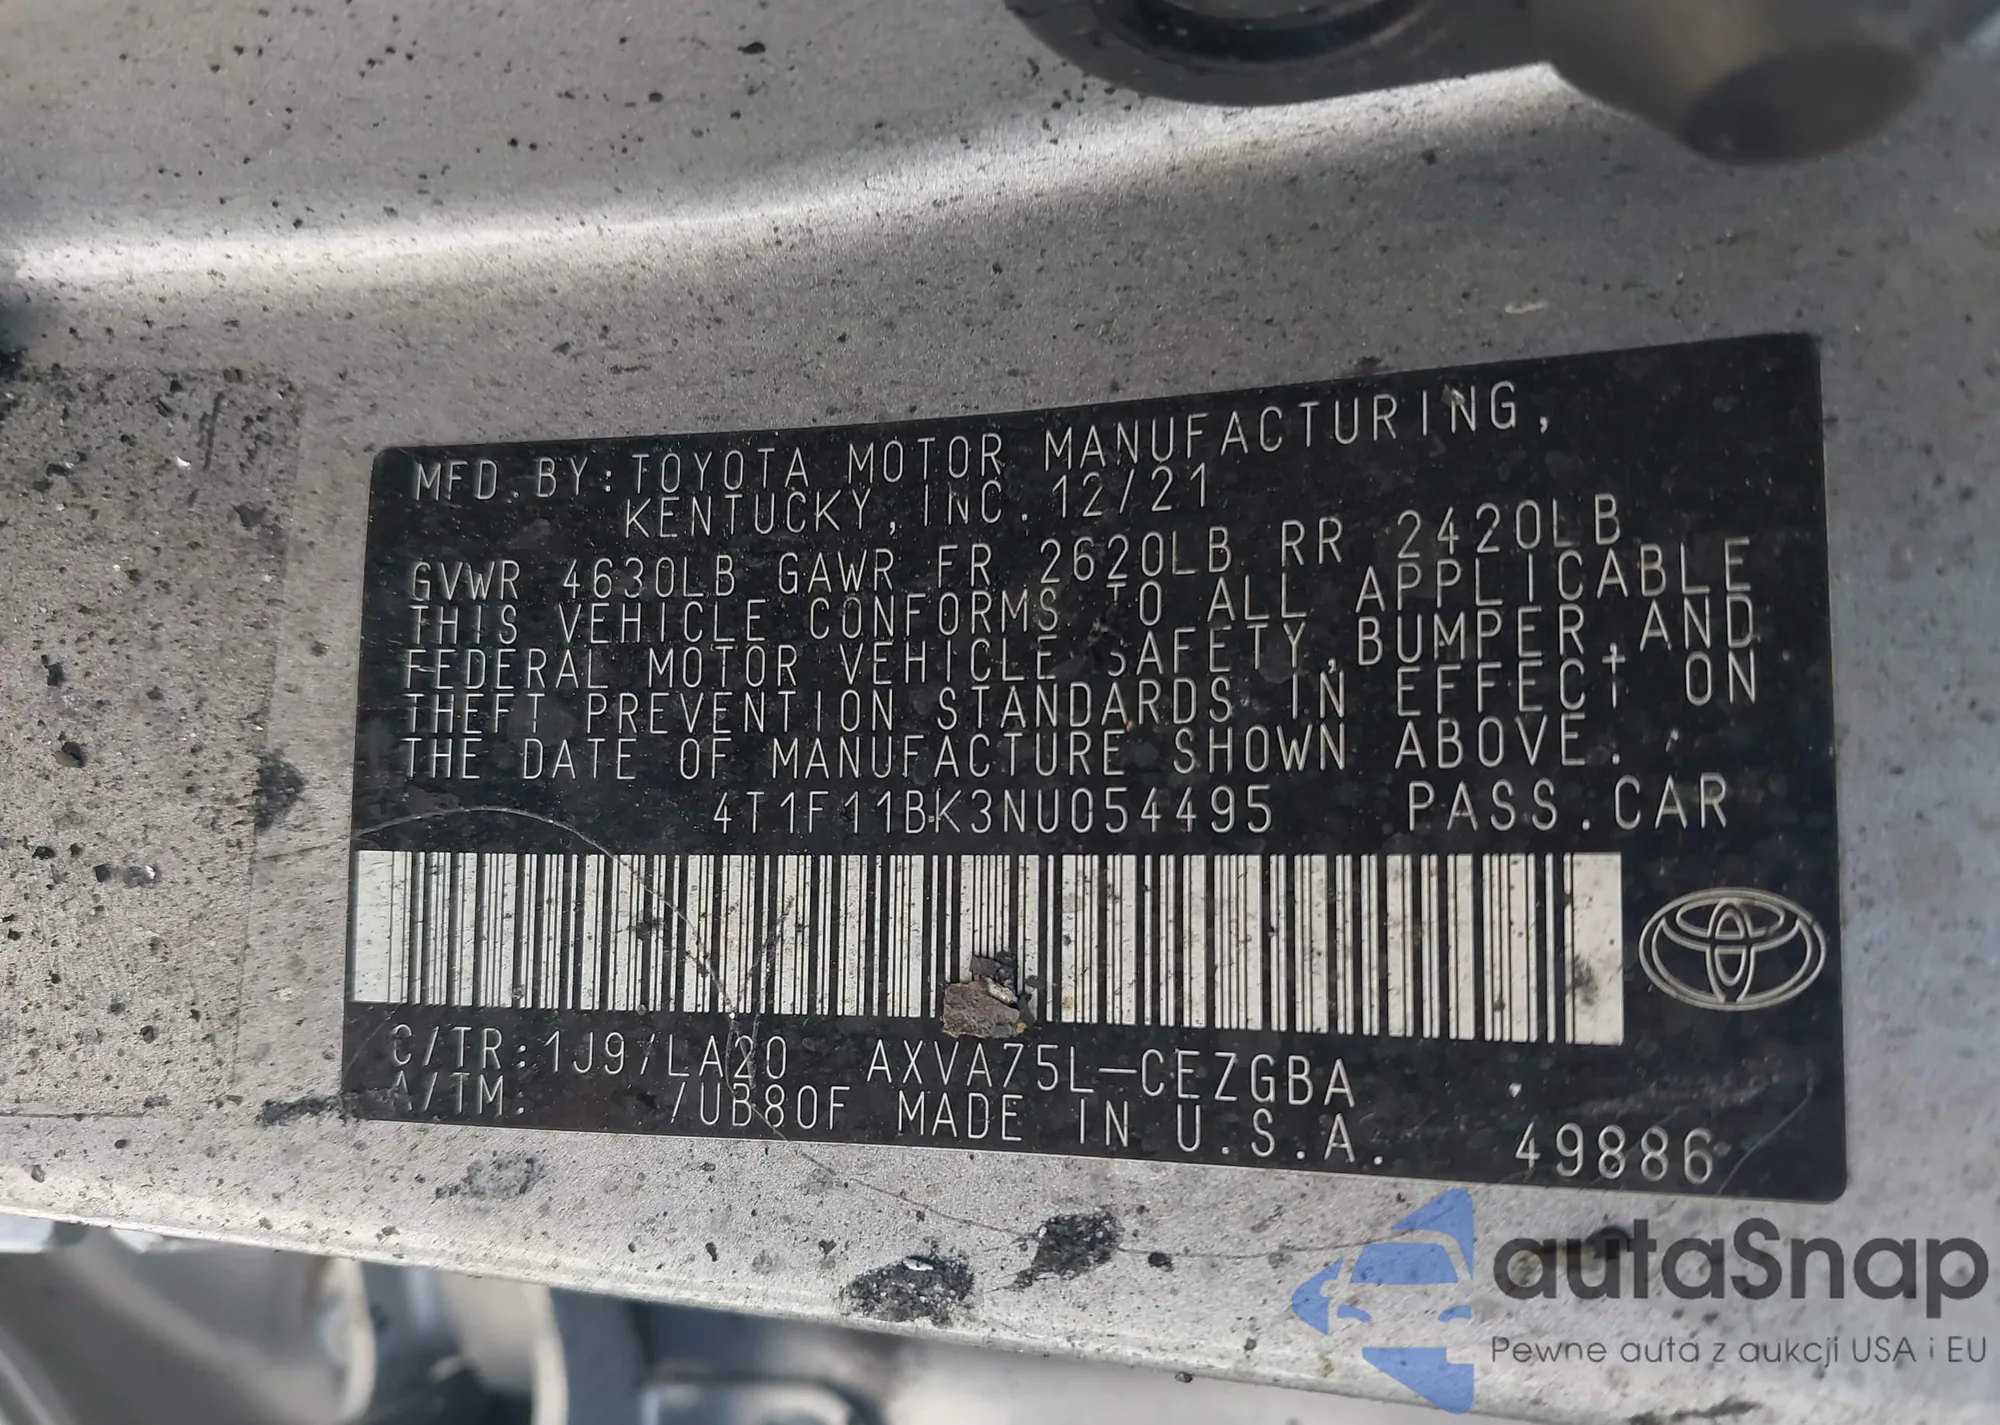 MFD.BY:TOYOTA MOTOR MANUFACTURING,
KENTUCKY,INC. 12/21
GVWR 4630LB GAWR FR 2620LB RR 2420LB
THIS VEHICLE CONFORMS TO ALL APPLICABLE
FEDERAL MOTOR VEHICLE SAFETY,BUMPER,AND
THEFT PREVENTION STANDARDS IN EFFECT ON
THE DATE OF MANUFACTURE SHOWN ABOVE.
4T1F11BK3NU054495 PASS.CAR
C/TR:1J9/LA20 AXVA75L-CEZGBA
A/TM: /UB80F MADE IN U.S.A. 49886
autaSnap
Pewne auta z aukcji USA i EU